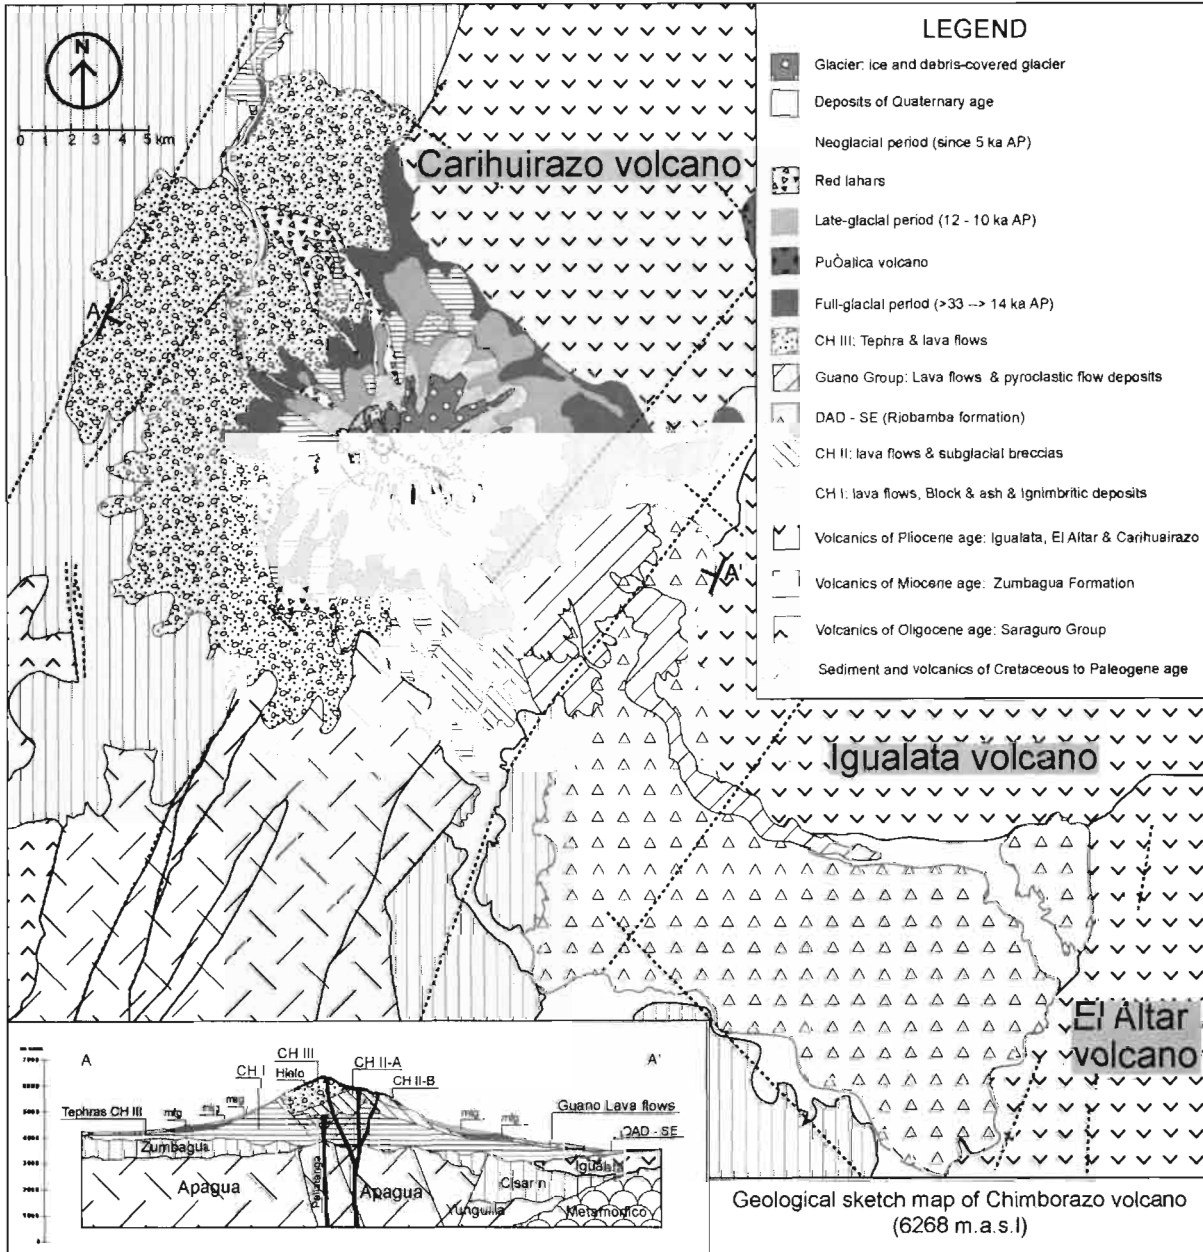 LEGEND
Glacier: ice and debris-covered glacier
Deposits of Quaternary age
Neoglacial period (since 5 ka AP)
Red lahars
Late-glacial period (12 - 10 ka AP)
PuÒalica volcano
Full-glacial period (>33 --> 14 ka AP)
CH III: Tephra & lava flows
Guano Group: Lava flows & pyroclastic flow deposits
DAD - SE (Riobamba formation)
CH II: lava flows & subglacial breccias
CH I: lava flows, Block & ash & Ignimbritic deposits
Volcanics of Pliocene age: Igualata, El Altar & Carihuairazo
Volcanics of Miocene age: Zumbagua Formation
Volcanics of Oligocene age: Saraguro Group
Sediment and volcanics of Cretaceous to Paleogene age
N
0 1 2 3 4 5 km
Carihuirazo volcano
A
A'
Igualata volcano
El Altar
volcano
A
A'
CH III
Hielo
CH I
CH II-A
CH II-B
Tephras CH III
mfg
mfg
Guano Lava flows
DAD - SE
Zumbagua
Apagua
Apagua
Yunguilla
Metamorfico
Geological sketch map of Chimborazo volcano
(6268 m.a.s.l)